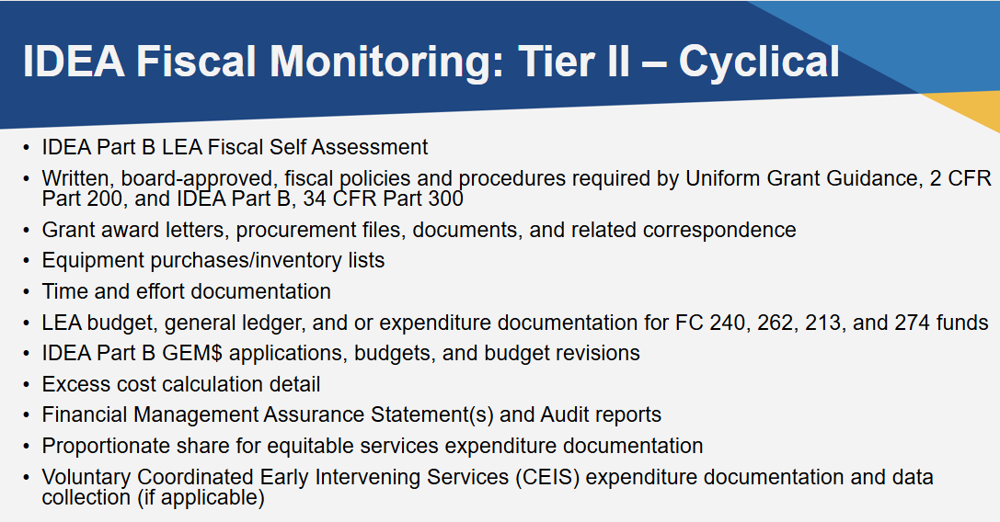 IDEA Fiscal Monitoring: Tier II – Cyclical
• IDEA Part B LEA Fiscal Self Assessment
• Written, board-approved, fiscal policies and procedures required by Uniform Grant Guidance, 2 CFR
Part 200, and IDEA Part B, 34 CFR Part 300
• Grant award letters, procurement files, documents, and related correspondence
• Equipment purchases/inventory lists
• Time and effort documentation
• LEA budget, general ledger, and or expenditure documentation for FC 240, 262, 213, and 274 funds
• IDEA Part B GEM$ applications, budgets, and budget revisions
• Excess cost calculation detail
• Financial Management Assurance Statement(s) and Audit reports
• Proportionate share for equitable services expenditure documentation
• Voluntary Coordinated Early Intervening Services (CEIS) expenditure documentation and data
collection (if applicable)